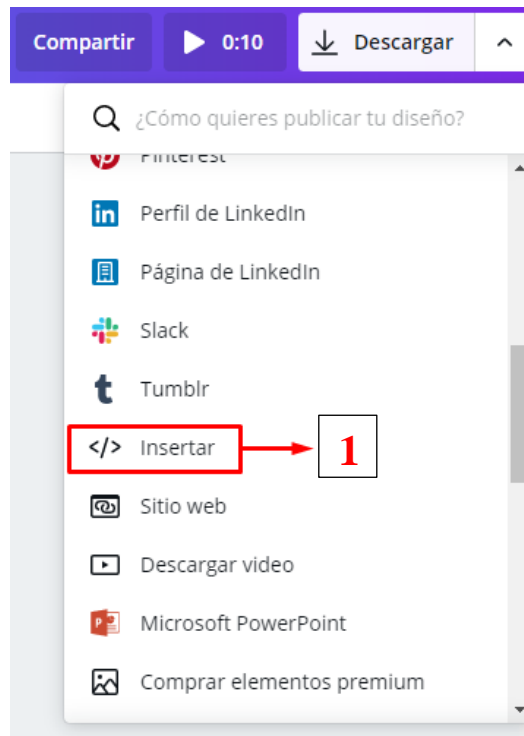 Compartir 0:10 Descargar
¿Cómo quieres publicar tu diseño?
Pinterest
Perfil de LinkedIn
Página de LinkedIn
Slack
Tumblr
</> Insertar 1
Sitio web
Descargar video
Microsoft PowerPoint
Comprar elementos premium